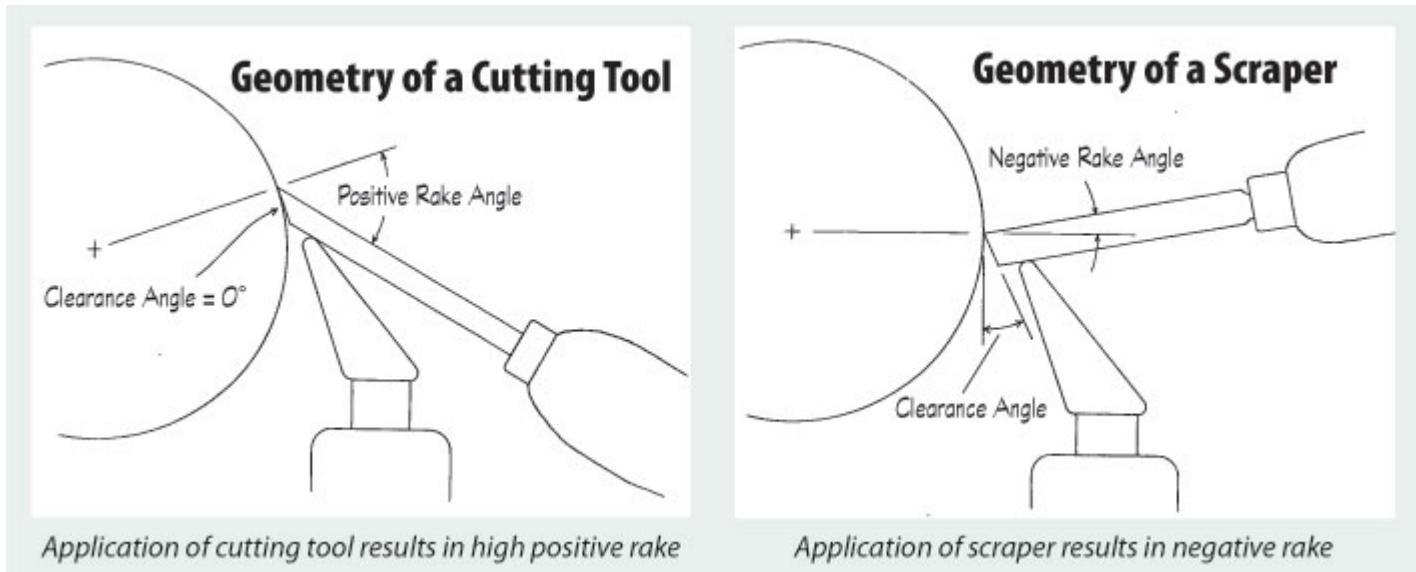 Geometry of a Cutting Tool
Positive Rake Angle
Clearance Angle = 0°
Application of cutting tool results in high positive rake
Geometry of a Scraper
Negative Rake Angle
Clearance Angle
Application of scraper results in negative rake